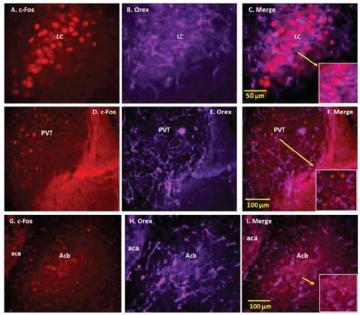 A. c-Fos
LC
B. Orex
LC
C. Merge
LC
50 µm
D. c-Fos
PVT
E. Orex
PVT
F. Merge
PVT
100 µm
G. c-Fos
aca
Acb
H. Orex
aca
Acb
I. Merge
aca
Acb
100 µm